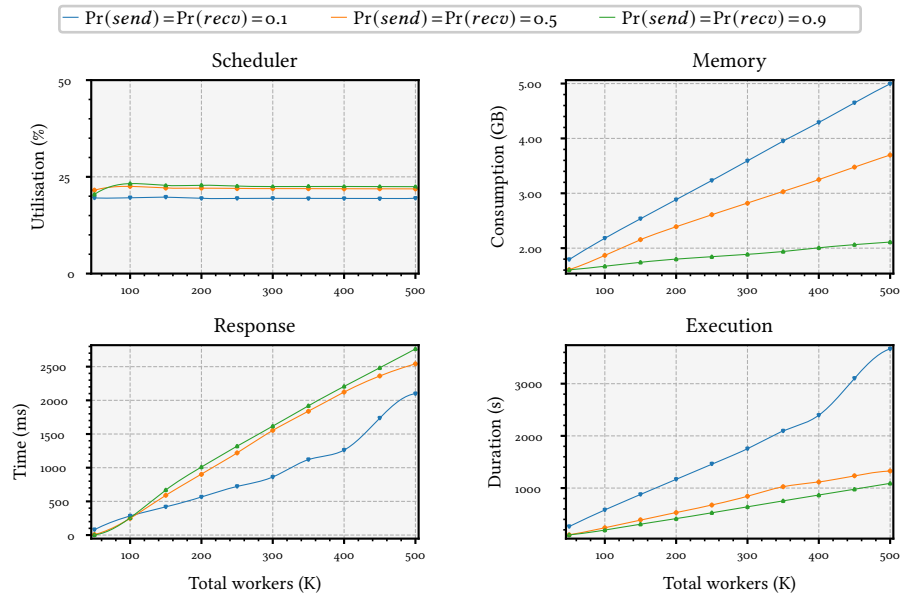 Pr(send)=Pr(recv)=0.1 Pr(send)=Pr(recv)=0.5 Pr(send)=Pr(recv)=0.9
Scheduler
Utilisation (%)
50
25
0
100 200 300 400 500
Memory
Consumption (GB)
5.00
4.00
3.00
2.00
100 200 300 400 500
Response
Time (ms)
2500
2000
1500
1000
500
0
100 200 300 400 500
Total workers (K)
Execution
Duration (s)
3000
2000
1000
100 200 300 400 500
Total workers (K)